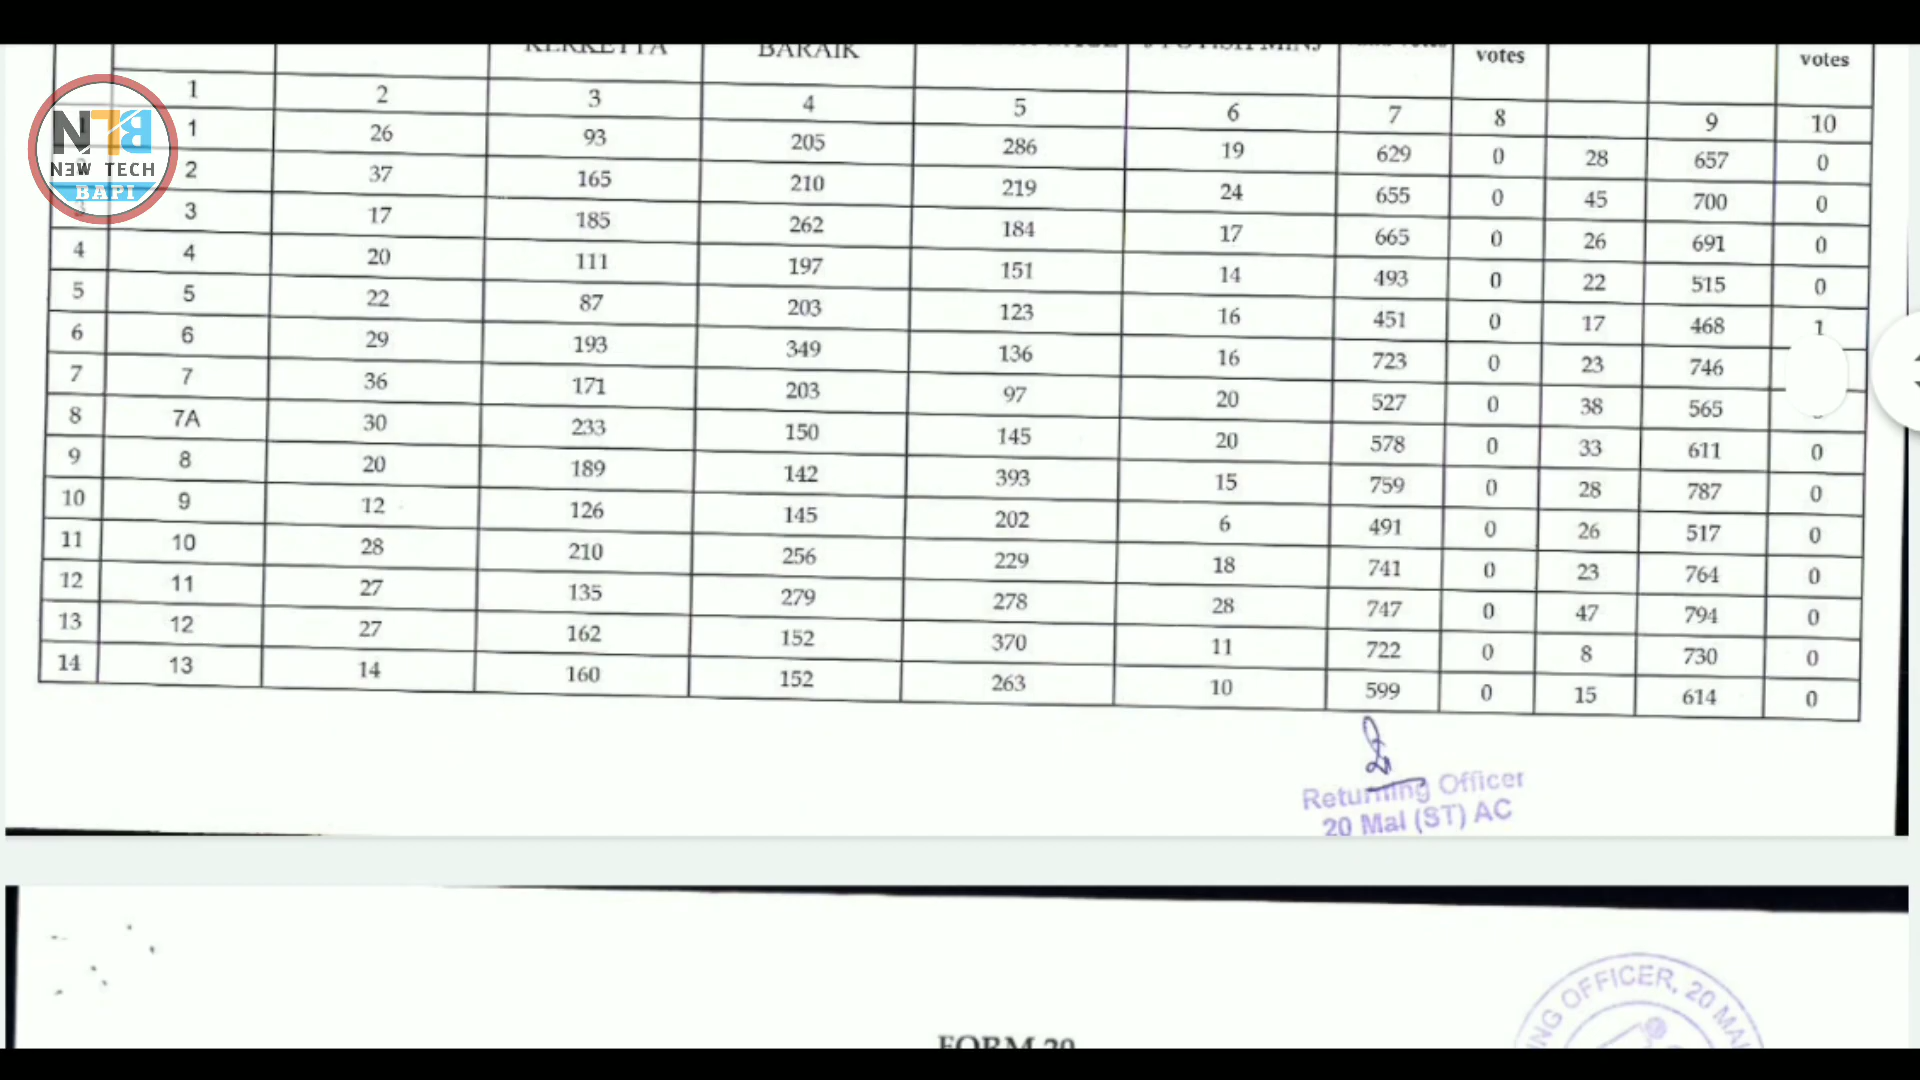 KERKETTA BARAIK votes votes
1 2 3 4 5 6 7 8 9 10
1 26 93 205 286 19 629 0 28 657 0
2 37 165 210 219 24 655 0 45 700 0
3 3 17 185 262 184 17 665 0 26 691 0
4 4 20 111 197 151 14 493 0 22 515 0
5 5 22 87 203 123 16 451 0 17 468 1
6 6 29 193 349 136 16 723 0 23 746
7 7 36 171 203 97 20 527 0 38 565
8 7A 30 233 150 145 20 578 0 33 611 0
9 8 20 189 142 393 15 759 0 28 787 0
10 9 12 126 145 202 6 491 0 26 517 0
11 10 28 210 256 229 18 741 0 23 764 0
12 11 27 135 279 278 28 747 0 47 794 0
13 12 27 162 152 370 11 722 0 8 730 0
14 13 14 160 152 263 10 599 0 15 614 0
NTB
NEW TECH
BAPI
Returning Officer
20 Mal (ST) AC
OFFICER, 20 MAL
FORM 20